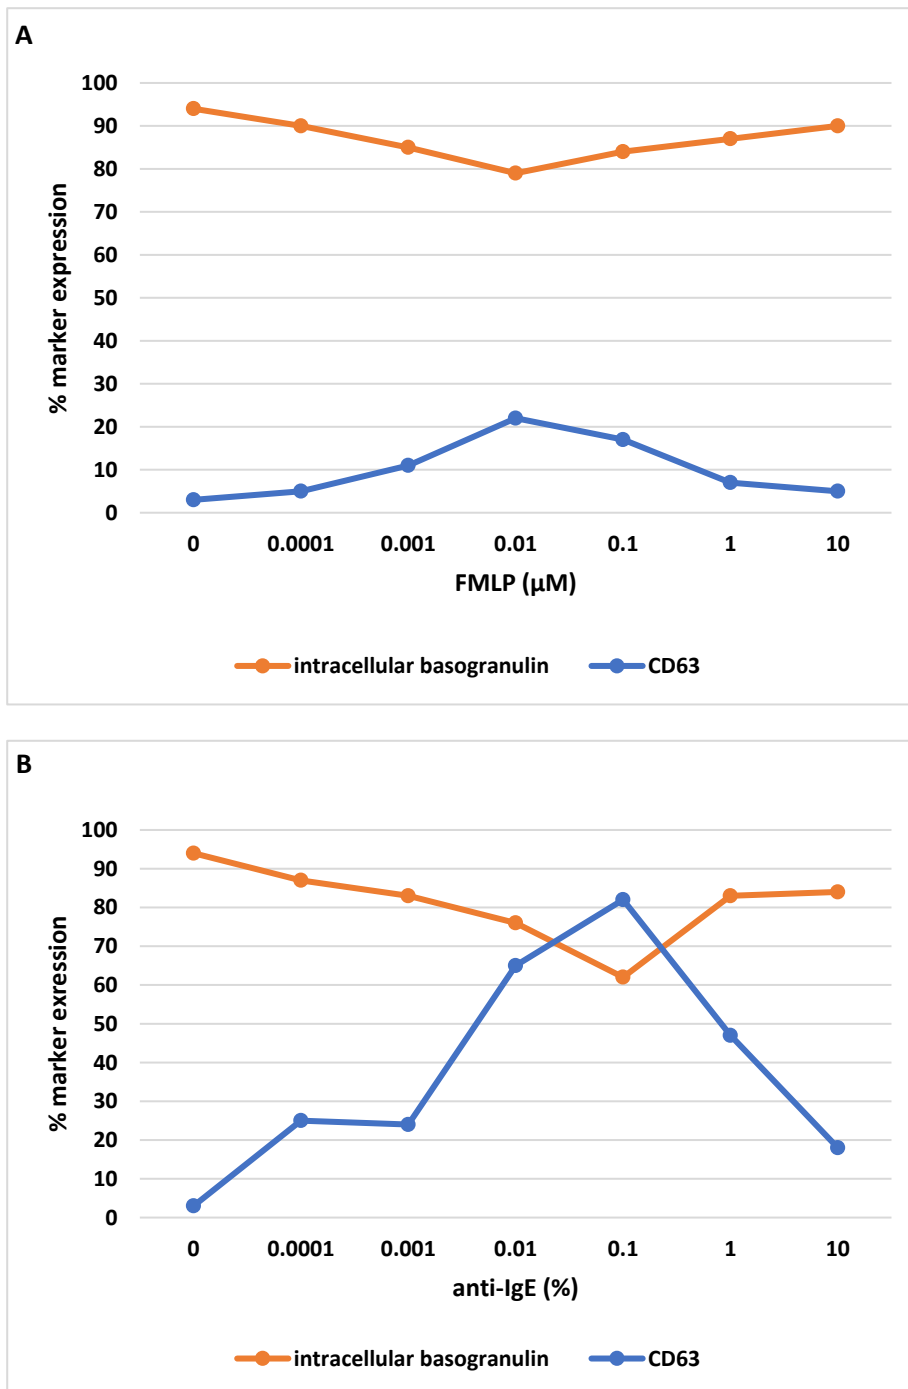 A
100
90
80
70
60
50
40
30
20
10
0
% marker expression
0 0.0001 0.001 0.01 0.1 1 10
FMLP (µM)
intracellular basogranulin CD63
B
100
90
80
70
60
50
40
30
20
10
0
% marker exression
0 0.0001 0.001 0.01 0.1 1 10
anti-IgE (%)
intracellular basogranulin CD63